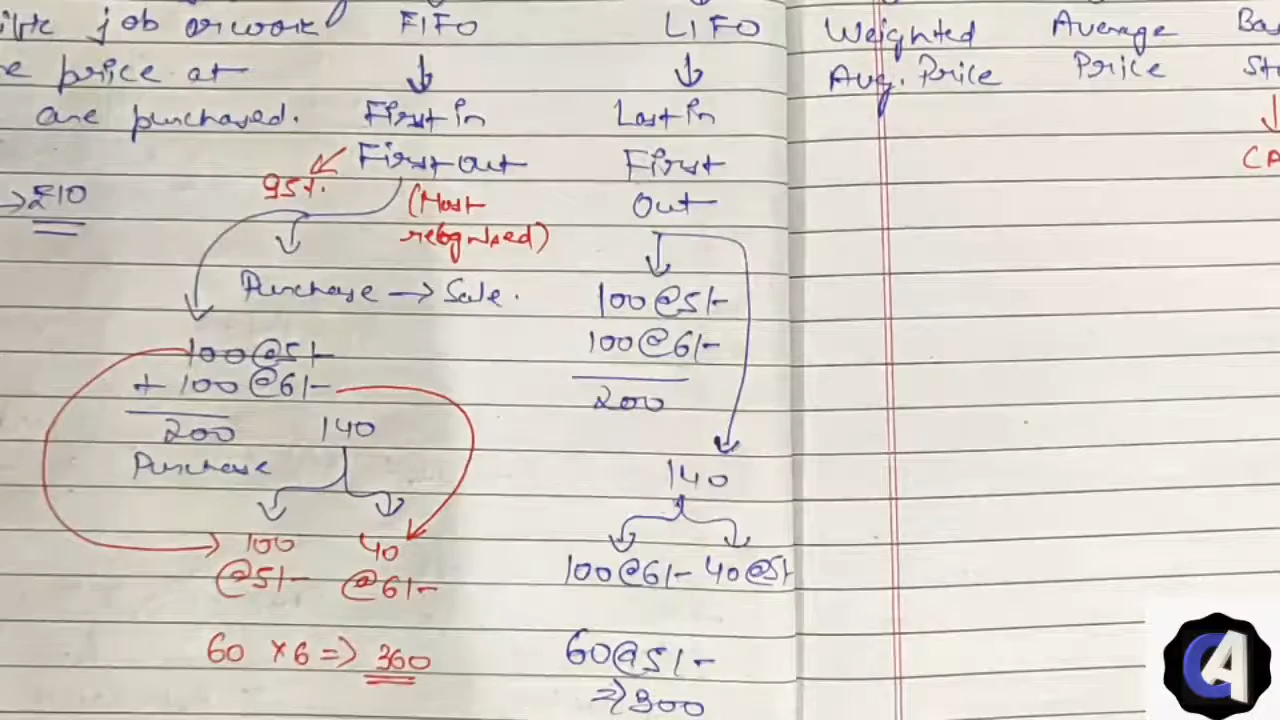 job or work
FIFO
LIFO
Weighted
Avg. Price
Average
Price
price at
are purchased.
First in
First Out
Last in
First
Out
95%.
(Most
recognised)
→ ₹10
Purchase → Sale.
100@5/-
+ 100@6/-
200 140
Purchase
100 40
@5/- @6/-
60 × 6 => 360
100@5/-
100@6/-
200
140
100@6/- 40@5/-
60@5/-
=> 300
CA